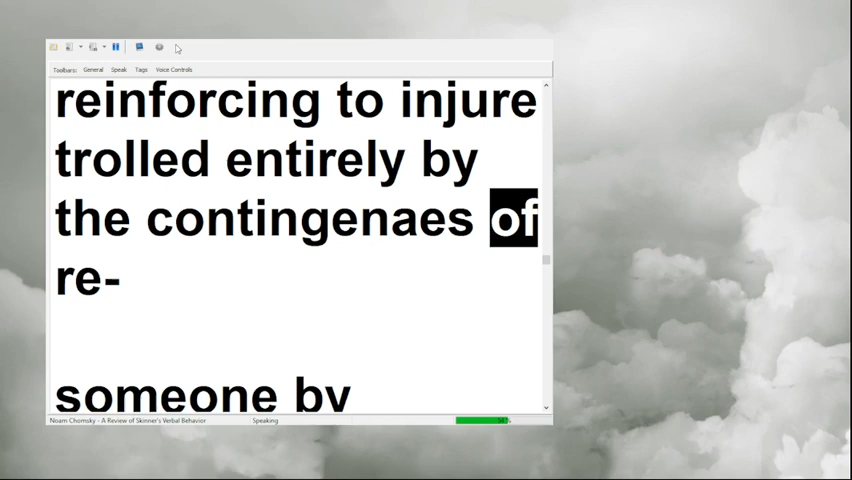 Toolbars: General Speak Tags Voice Controls
reinforcing to injure
trolled entirely by
the contingenaes of
re-
someone by
Noam Chomsky - A Review of Skinner's Verbal Behavior Speaking